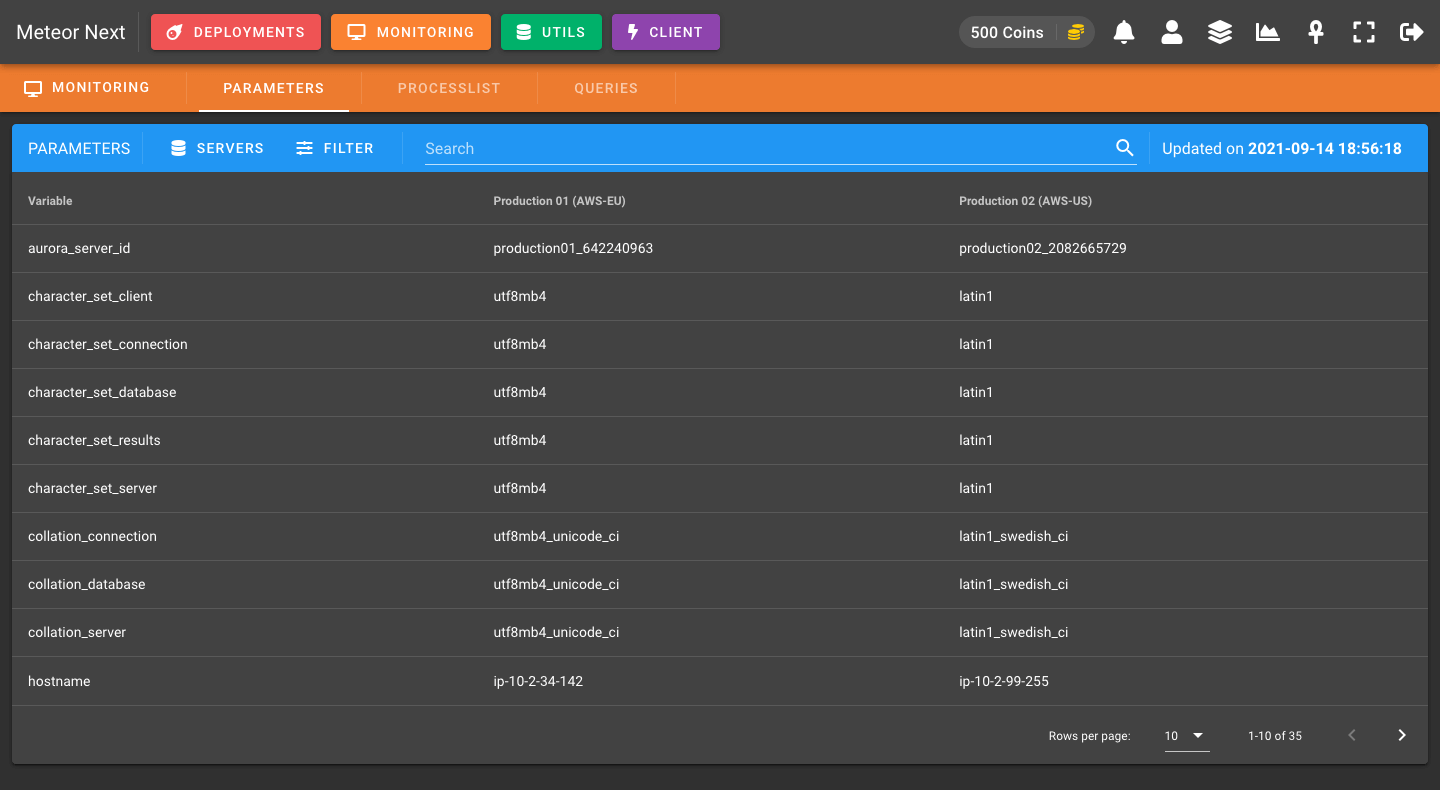 Meteor Next DEPLOYMENTS MONITORING UTILS CLIENT 500 Coins
MONITORING PARAMETERS PROCESSLIST QUERIES
PARAMETERS SERVERS FILTER Search Updated on 2021-09-14 18:56:18
Variable Production 01 (AWS-EU) Production 02 (AWS-US)
aurora_server_id production01_642240963 production02_2082665729
character_set_client utf8mb4 latin1
character_set_connection utf8mb4 latin1
character_set_database utf8mb4 latin1
character_set_results utf8mb4 latin1
character_set_server utf8mb4 latin1
collation_connection utf8mb4_unicode_ci latin1_swedish_ci
collation_database utf8mb4_unicode_ci latin1_swedish_ci
collation_server utf8mb4_unicode_ci latin1_swedish_ci
hostname ip-10-2-34-142 ip-10-2-99-255
Rows per page: 10 1-10 of 35